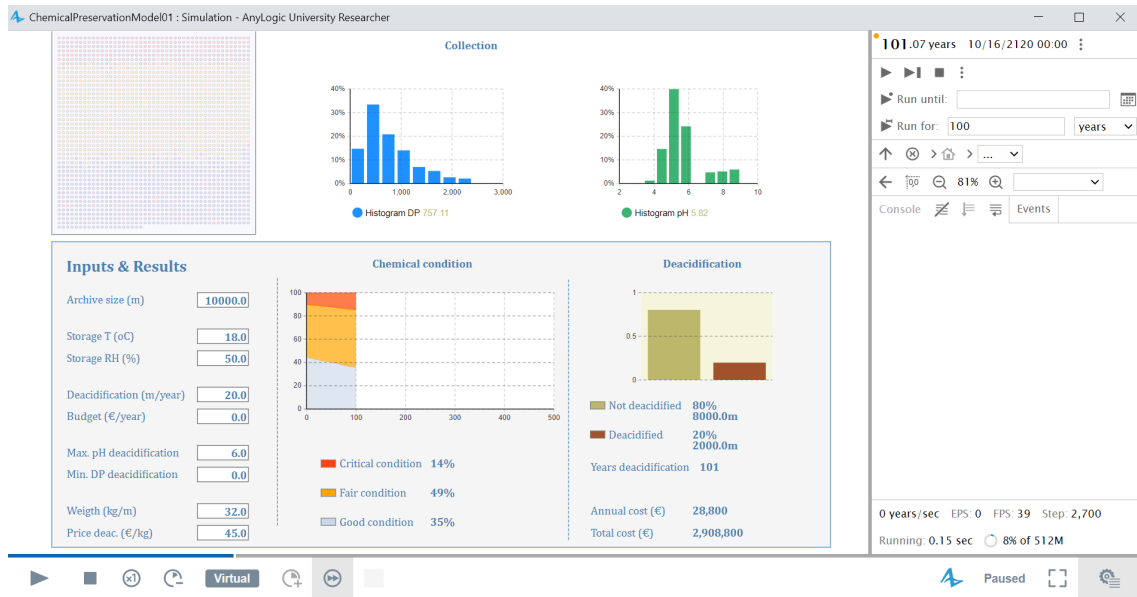 ChemicalPreservationModel01 : Simulation - AnyLogic University Researcher
Collection
40%
30%
20%
10%
0%
0 1,000 2,000 3,000
Histogram DP 757.11
40%
30%
20%
10%
0%
2 4 6 8 10
Histogram pH 5.82
Inputs & Results
Archive size (m) 10000.0
Storage T (oC) 18.0
Storage RH (%) 50.0
Deacidification (m/year) 20.0
Budget (€/year) 0.0
Max. pH deacidification 6.0
Min. DP deacidification 0.0
Weigth (kg/m) 32.0
Price deac. (€/kg) 45.0
Chemical condition
100
80
60
40
20
0
0 100 200 300 400 500
Critical condition 14%
Fair condition 49%
Good condition 35%
Deacidification
1
0.5
0
Not deacidified 80%
8000.0m
Deacidified 20%
2000.0m
Years deacidification 101
Annual cost (€) 28,800
Total cost (€) 2,908,800
101.07 years 10/16/2120 00:00
Run until:
Run for: 100 years
...
0,0 81%
Console Events
0 years/sec EPS: 0 FPS: 39 Step: 2,700
Running: 0.15 sec 8% of 512M
x1 Virtual Paused